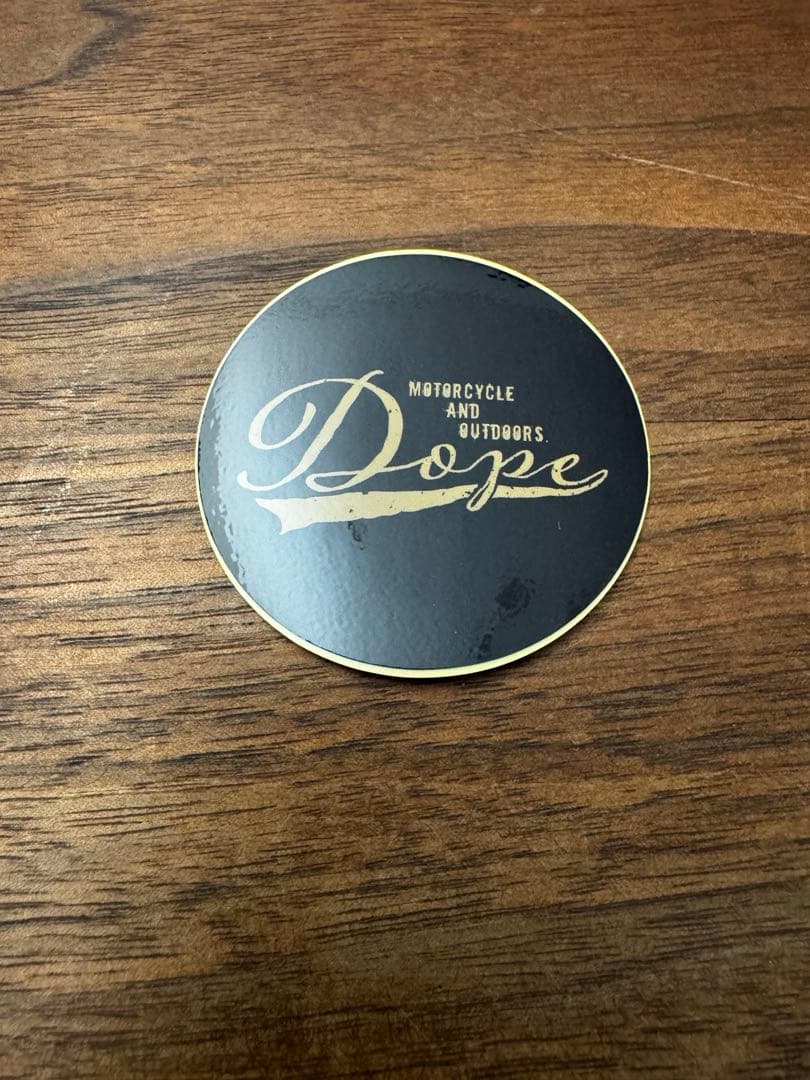 MOTORCYCLE
AND
OUTDOORS.
Dope